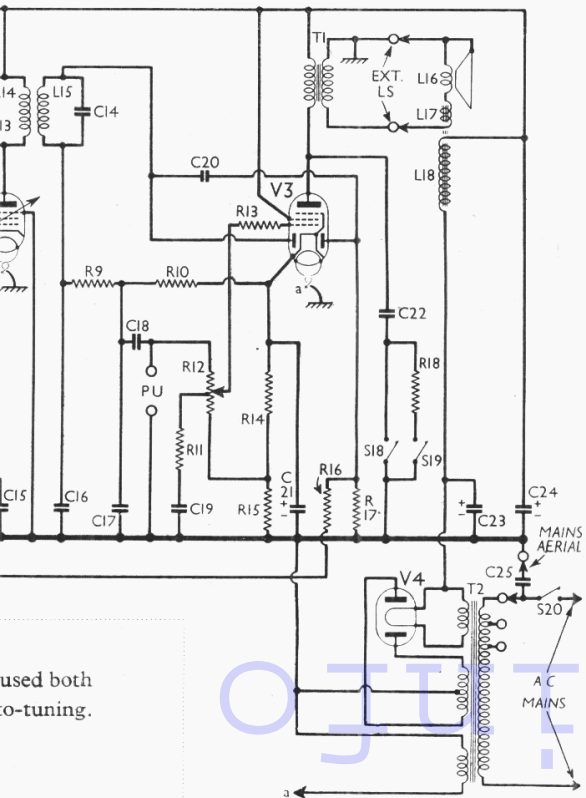 T1
L14
L15
C14
L13
EXT.
LS
L16
L17
L18
C20
V3
R13
a
R9
R10
C18
PU
R12
R11
R14
C22
R18
S18
S19
C15
C16
C17
C19
R15
C
21
+
−
R16
R
17
+
−
C23
C24
+
−
MAINS
AERIAL
C25
V4
T2
S20
A C
MAINS
used both
to-tuning.
a